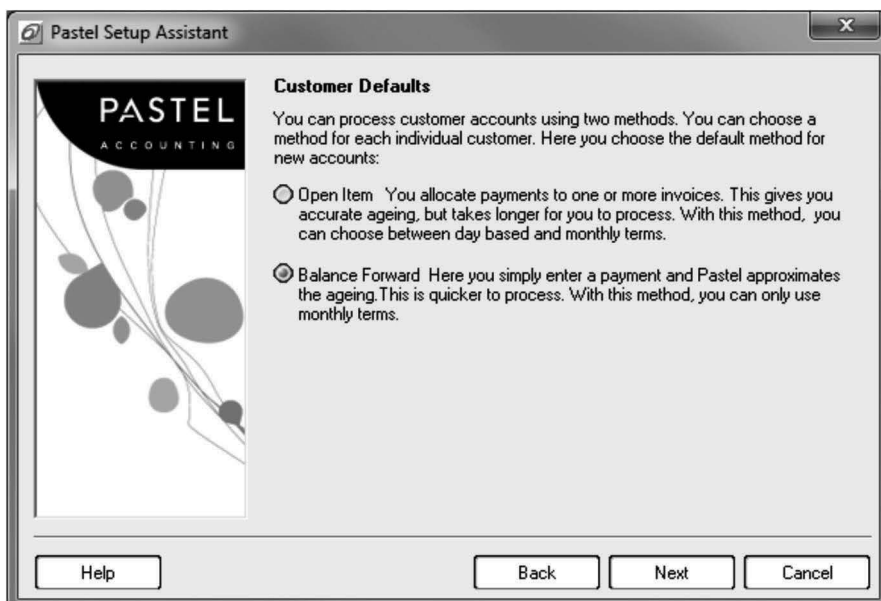 Pastel Setup Assistant
PASTEL
ACCOUNTING
Customer Defaults
You can process customer accounts using two methods. You can choose a
method for each individual customer. Here you choose the default method for
new accounts:
Open Item  You allocate payments to one or more invoices. This gives you
accurate ageing, but takes longer for you to process. With this method,  you
can choose between day based and monthly terms.
Balance Forward  Here you simply enter a payment and Pastel approximates
the ageing.This is quicker to process. With this method, you can only use
monthly terms.
Help
Back
Next
Cancel